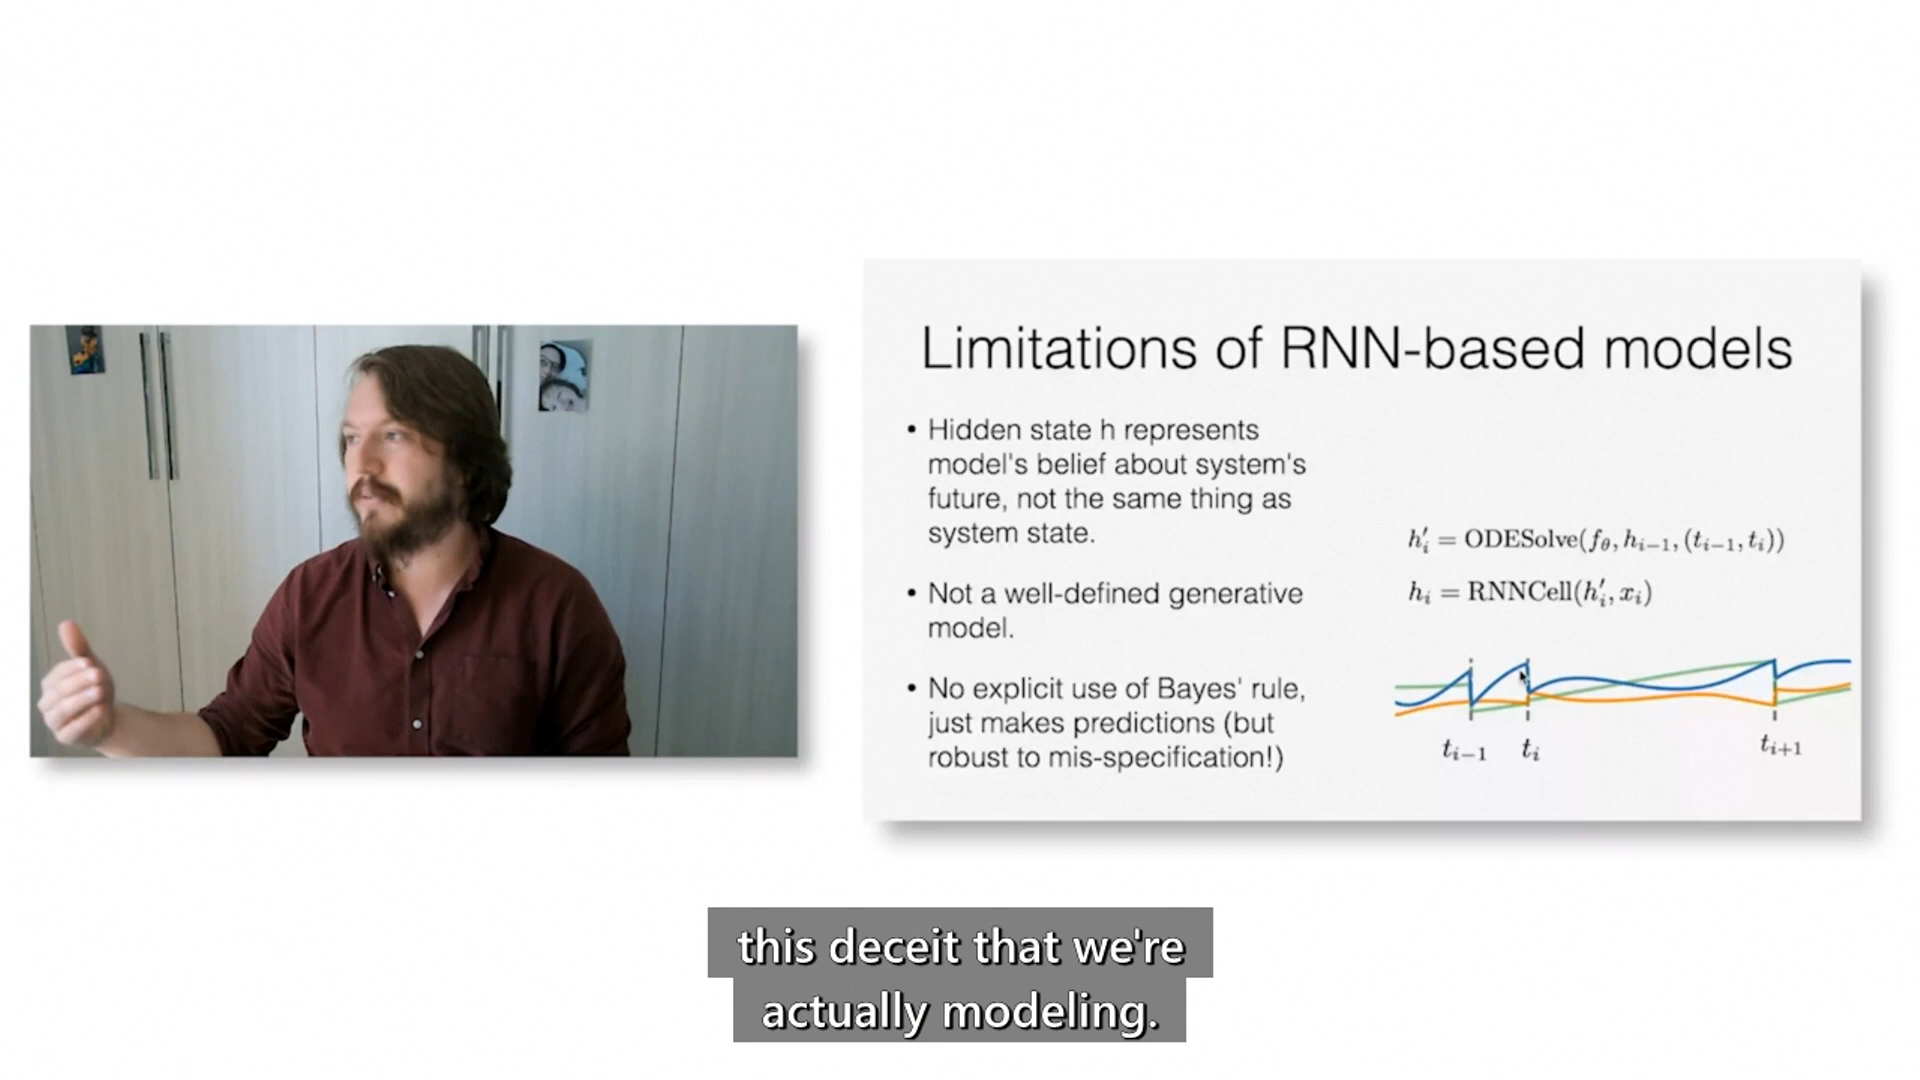 Limitations of RNN-based models
• Hidden state h represents
model's belief about system's
future, not the same thing as
system state.
• Not a well-defined generative
model.
• No explicit use of Bayes' rule,
just makes predictions (but
robust to mis-specification!)
h′ᵢ = ODESolve(f_θ, hᵢ₋₁, (tᵢ₋₁, tᵢ))
hᵢ = RNNCell(h′ᵢ, xᵢ)
tᵢ₋₁ tᵢ tᵢ₊₁
this deceit that we're
actually modeling.